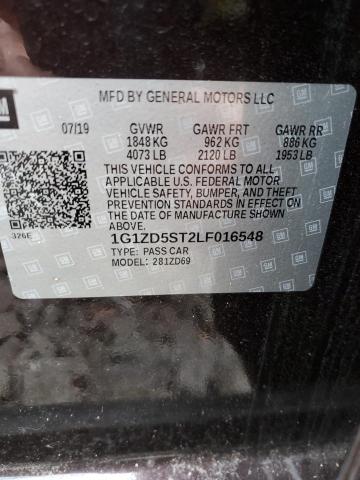 GM
MFD BY GENERAL MOTORS LLC
07/19 GVWR GAWR FRT GAWR RR
1848 KG 962 KG 886 KG
4073 LB 2120 LB 1953 LB
THIS VEHICLE CONFORMS TO ALL
APPLICABLE U.S. FEDERAL MOTOR
VEHICLE SAFETY, BUMPER, AND THEFT
PREVENTION STANDARDS IN EFFECT ON
THE DATE OF MANUFACTURE SHOWN
ABOVE.
326E
1G1ZD5ST2LF016548
TYPE: PASS CAR
MODEL: 281ZD69